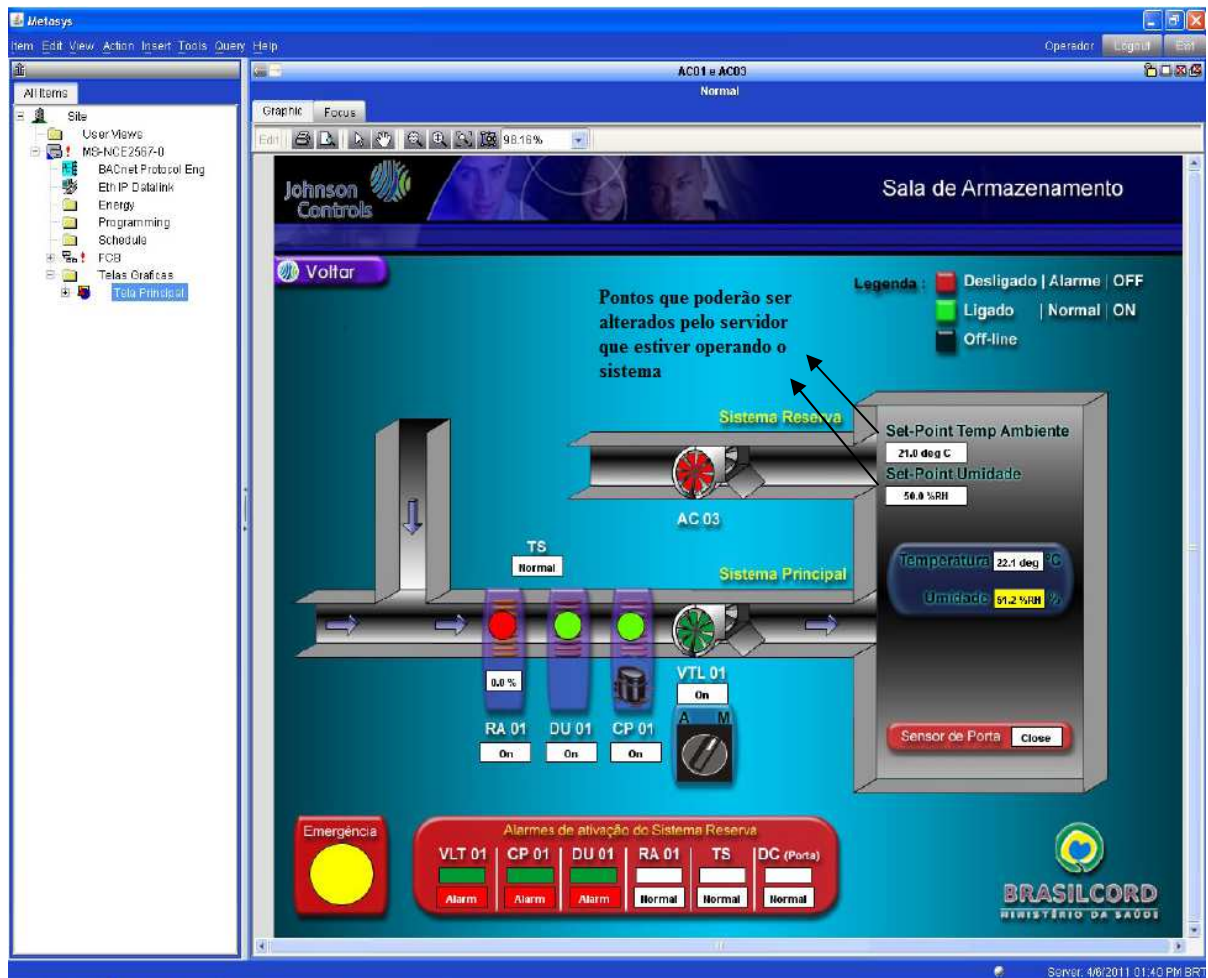 Metasys
Item Edit View Action Insert Tools Query Help
Operador Logout Exit
AC01 e AC03
Normal
All Items
Graphic Focus
Edit 98.16%
Site
User Views
MS-NCE2567-0
BACnet Protocol Eng
Eth IP Datalink
Energy
Programming
Schedule
FCB
Telas Graficas
Tela Principal
Johnson
Controls
Sala de Armazenamento
Voltar
Legenda :
Desligado | Alarme | OFF
Ligado | Normal | ON
Off-line
Pontos que poderão ser
alterados pelo servidor
que estiver operando o
sistema
Sistema Reserva
Set-Point Temp Ambiente
21.0 deg C
Set-Point Umidade
50.0 %RH
AC 03
TS
Normal
Sistema Principal
Temperatura 22.1 deg °C
Umidade 51.2 %RH %
0.0 %
VTL 01
On
A M
RA 01 DU 01 CP 01
On On On
Sensor de Porta Close
Emergência
Alarmes de ativação do Sistema Reserva
VLT 01 CP 01 DU 01 RA 01 TS DC (Porta)
Alarm Alarm Alarm Normal Normal Normal
BRASILCORD
MINISTÉRIO DA SAÚDE
Server: 4/6/2011 01:40 PM BRT